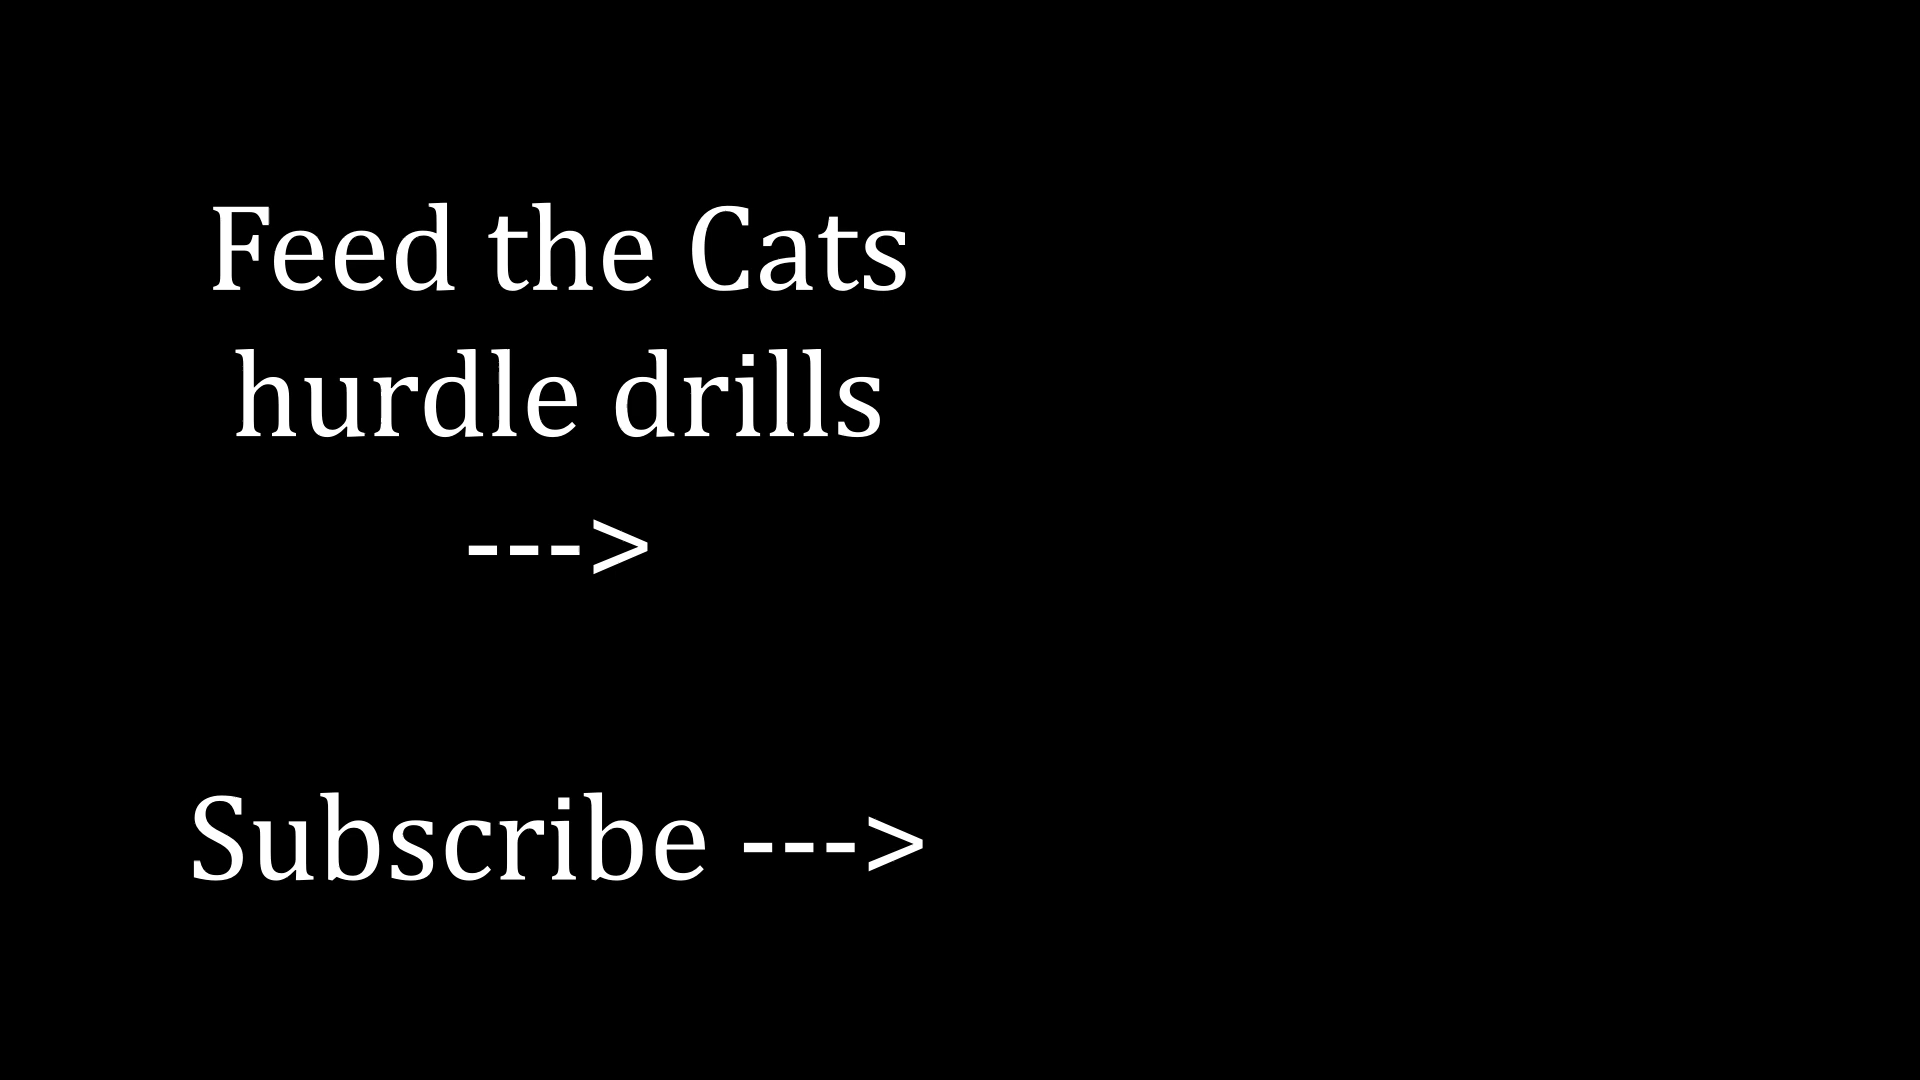 Feed the Cats
hurdle drills
--->
Subscribe --->